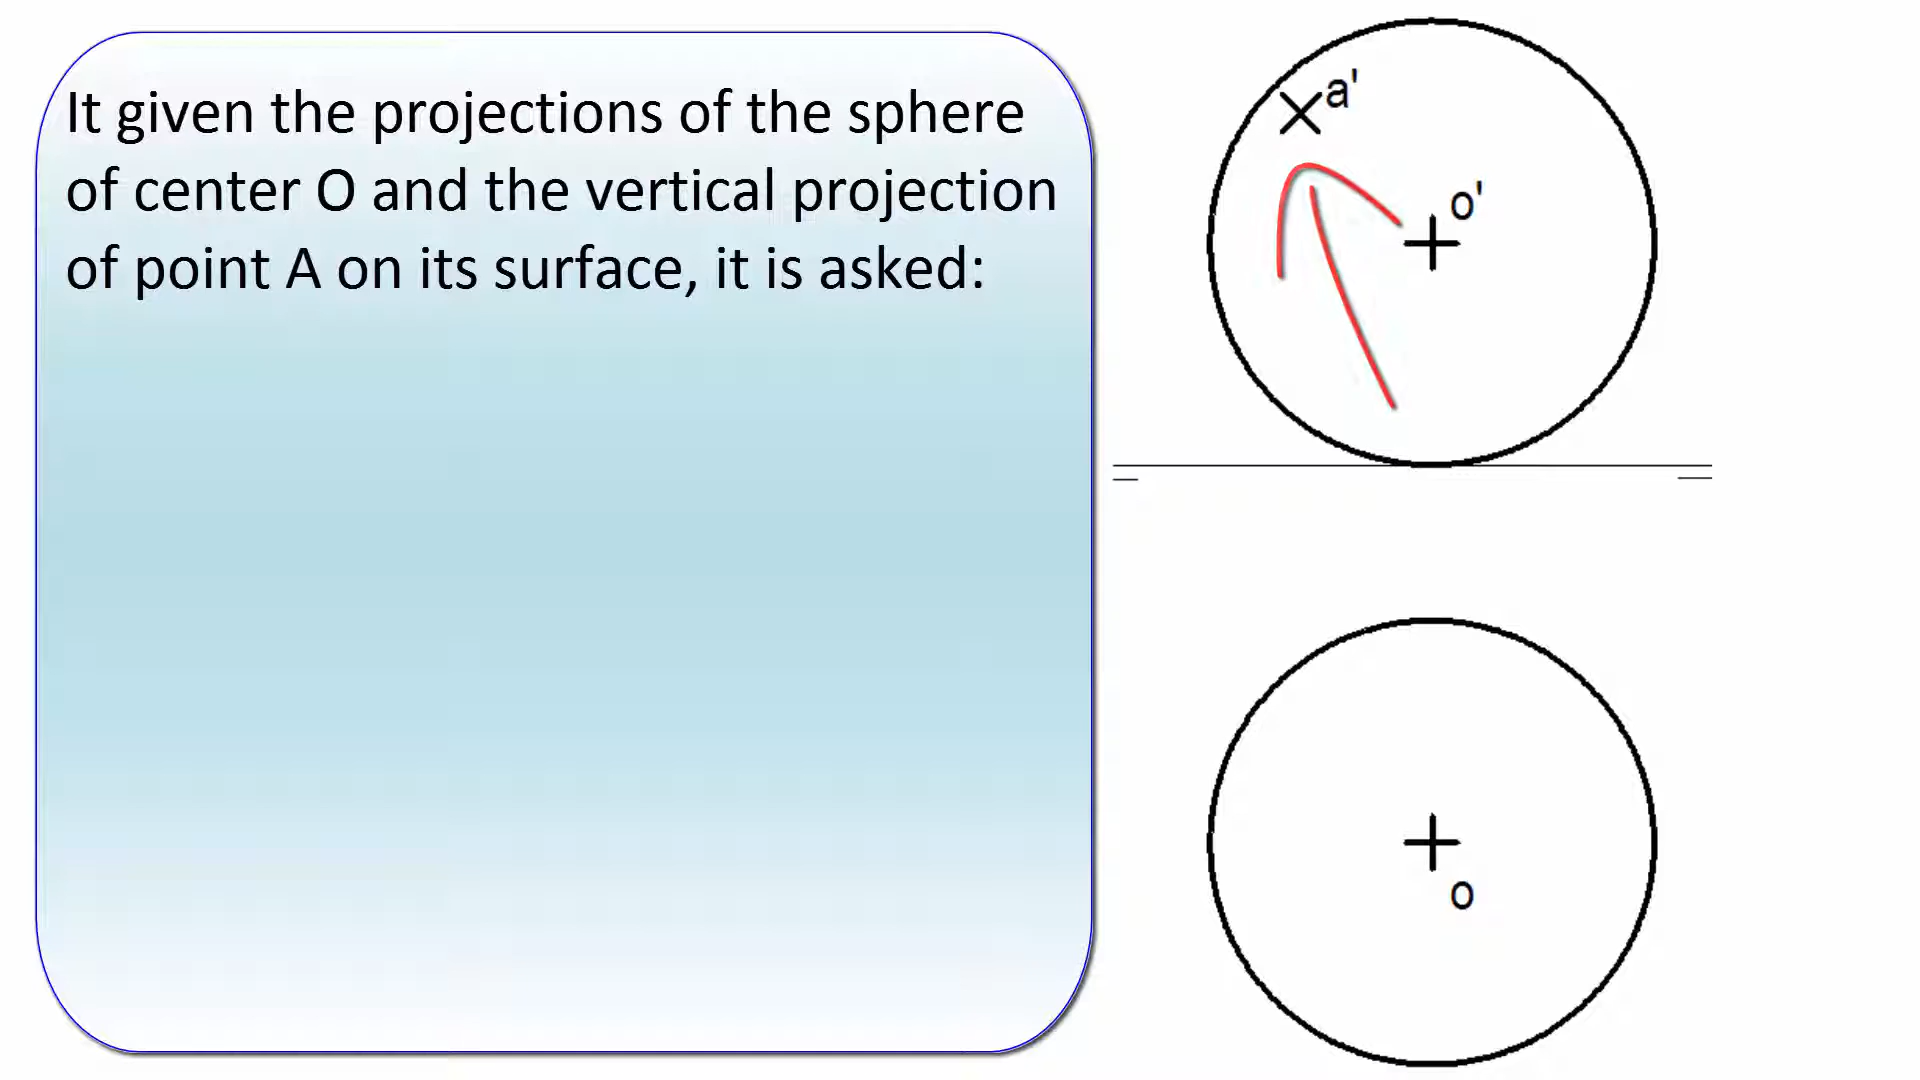 It given the projections of the sphere
of center O and the vertical projection
of point A on its surface, it is asked:
a'
o'
o